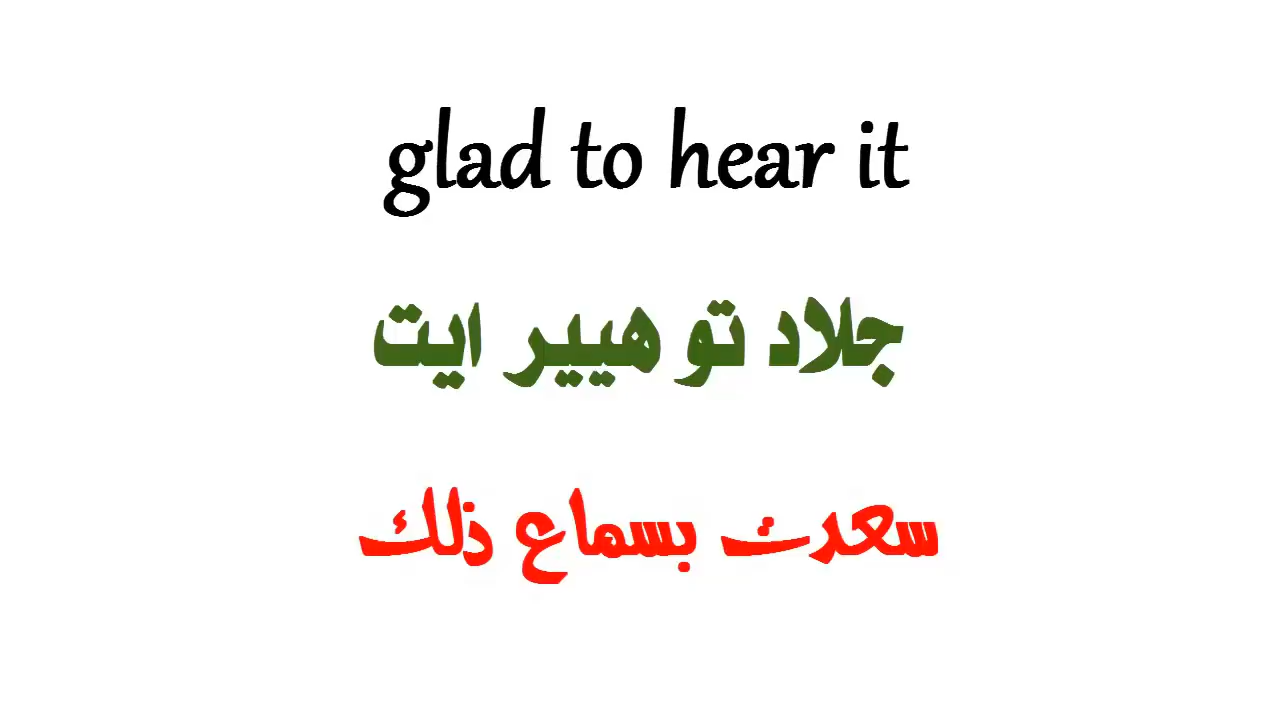 glad to hear it
جلاد تو هيير ايت
سعدت بسماع ذلك